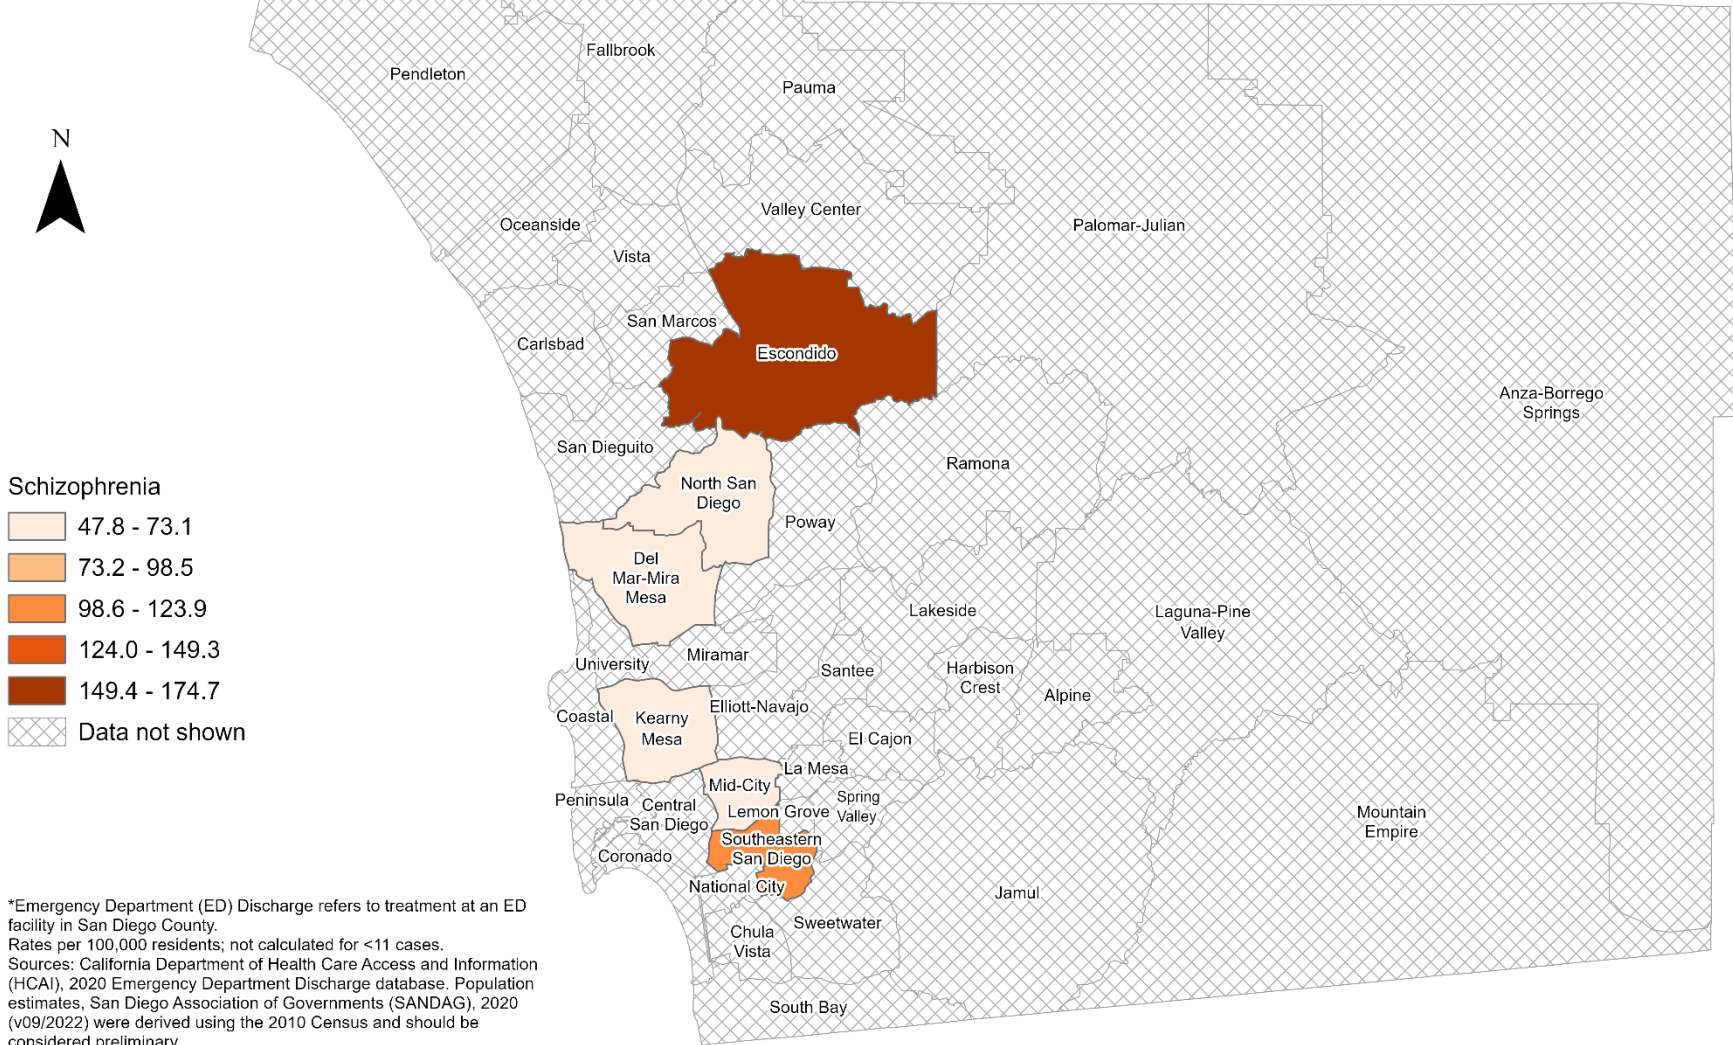 Fallbrook
Pendleton
Pauma
N
Valley Center
Oceanside
Palomar-Julian
Vista
San Marcos
Carlsbad
Escondido
Anza-Borrego
Springs
San Dieguito
Ramona
North San
Diego
Poway
Schizophrenia
47.8 - 73.1
73.2 - 98.5
98.6 - 123.9
124.0 - 149.3
149.4 - 174.7
Data not shown
Del
Mar-Mira
Mesa
Lakeside
Laguna-Pine
Valley
University
Miramar
Santee
Harbison
Crest
Alpine
Coastal
Kearny
Mesa
Elliott-Navajo
El Cajon
La Mesa
Mid-City
Peninsula
Central
San Diego
Lemon Grove
Spring
Valley
Mountain
Empire
Southeastern
San Diego
Coronado
National City
Jamul
Sweetwater
Chula
Vista
South Bay
*Emergency Department (ED) Discharge refers to treatment at an ED
facility in San Diego County.
Rates per 100,000 residents; not calculated for <11 cases.
Sources: California Department of Health Care Access and Information
(HCAI), 2020 Emergency Department Discharge database. Population
estimates, San Diego Association of Governments (SANDAG), 2020
(v09/2022) were derived using the 2010 Census and should be
considered preliminary